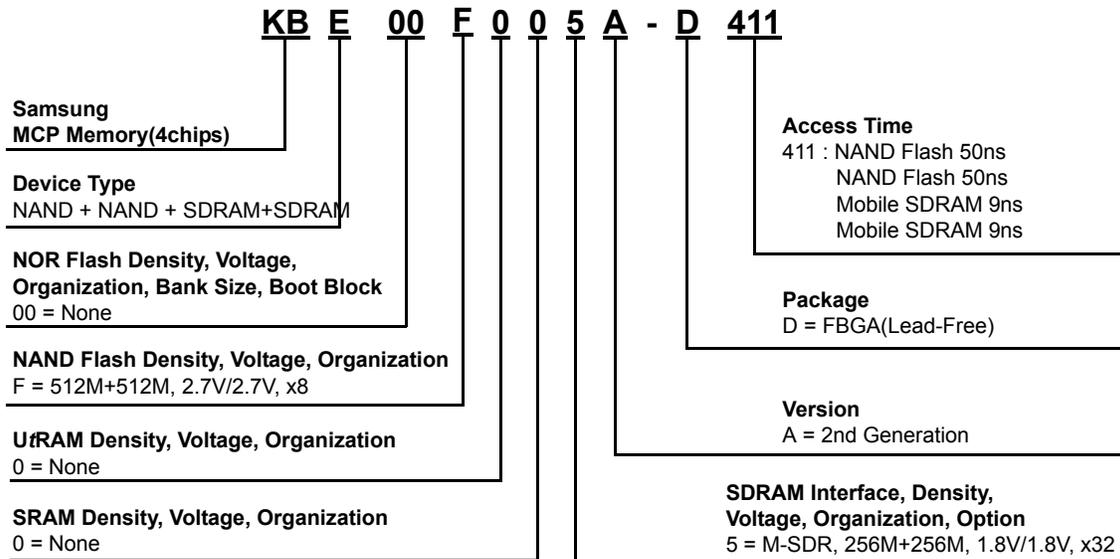 KB E 00 F 0 0 5 A - D 411
Samsung
MCP Memory(4chips)
Device Type
NAND + NAND + SDRAM+SDRAM
NOR Flash Density, Voltage,
Organization, Bank Size, Boot Block
00 = None
NAND Flash Density, Voltage, Organization
F = 512M+512M, 2.7V/2.7V, x8
UtRAM Density, Voltage, Organization
0 = None
SRAM Density, Voltage, Organization
0 = None
Access Time
411 : NAND Flash 50ns
NAND Flash 50ns
Mobile SDRAM 9ns
Mobile SDRAM 9ns
Package
D = FBGA(Lead-Free)
Version
A = 2nd Generation
SDRAM Interface, Density,
Voltage, Organization, Option
5 = M-SDR, 256M+256M, 1.8V/1.8V, x32